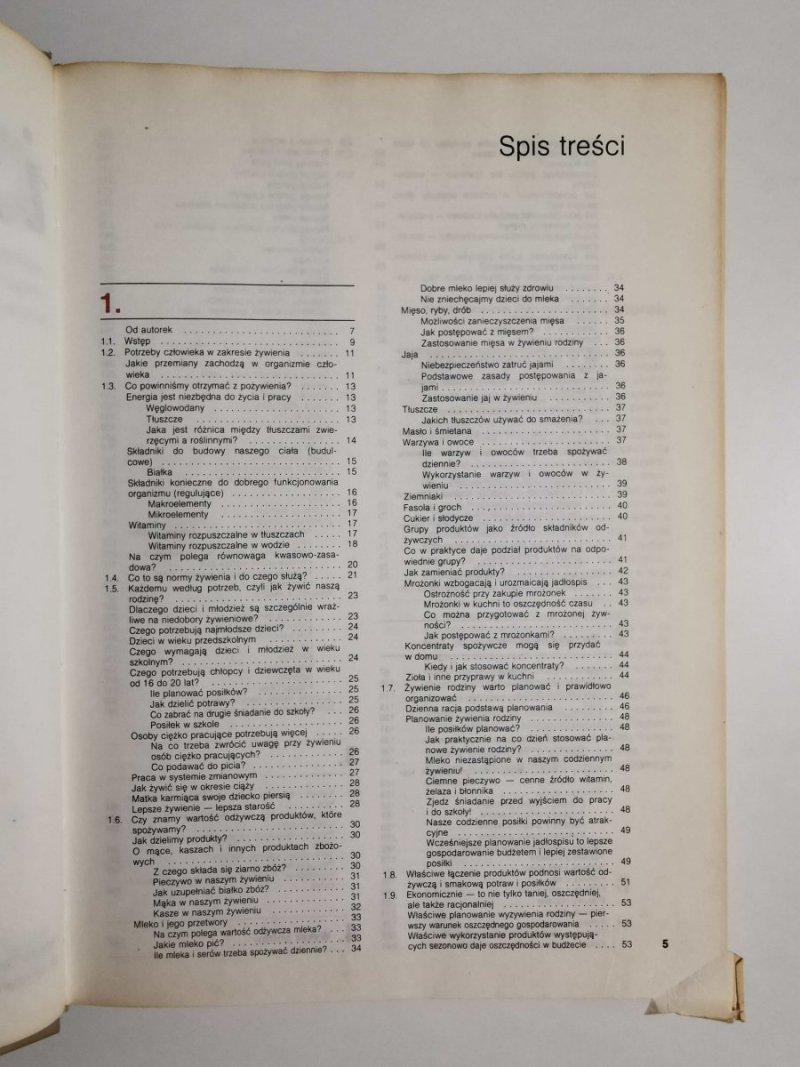 Spis treści
1.
Od autorek . . . . . . . . . . 7
1.1. Wstęp . . . . . . . . . . 9
1.2. Potrzeby człowieka w zakresie żywienia . . . . . . . 11
Jakie przemiany zachodzą w organizmie czło-
wieka . . . . . . . . . . 11
1.3. Co powinniśmy otrzymać z pożywienia? . . . . . . . 13
Energia jest niezbędna do życia i pracy . . . . . . . 13
Węglowodany . . . . . . . . . . 13
Tłuszcze . . . . . . . . . . 13
Jaka jest różnica między tłuszczami zwie-
rzęcymi a roślinnymi? . . . . . . . . . . 14
Składniki do budowy naszego ciała (budul-
cowe) . . . . . . . . . . 15
Białka . . . . . . . . . . 15
Składniki konieczne do dobrego funkcjonowania
organizmu (regulujące) . . . . . . . . . . 16
Makroelementy . . . . . . . . . . 16
Mikroelementy . . . . . . . . . . 17
Witaminy . . . . . . . . . . 17
Witaminy rozpuszczalne w tłuszczach . . . . . 17
Witaminy rozpuszczalne w wodzie . . . . . . . 18
Na czym polega równowaga kwasowo-zasa-
dowa? . . . . . . . . . . 20
1.4. Co to są normy żywienia i do czego służą? . . . . . 21
1.5. Każdemu według potrzeb, czyli jak żywić naszą
rodzinę? . . . . . . . . . . 23
Dlaczego dzieci i młodzież są szczególnie wraż-
liwe na niedobory żywieniowe? . . . . . . . . . . 23
Czego potrzebują najmłodsze dzieci? . . . . . . . . . . 24
Dzieci w wieku przedszkolnym . . . . . . . . . . 24
Czego wymagają dzieci i młodzież w wieku
szkolnym? . . . . . . . . . . 24
Czego potrzebują chłopcy i dziewczęta w wieku
od 16 do 20 lat? . . . . . . . . . . 25
Ile planować posiłków? . . . . . . . . . . 25
Jak dzielić potrawy? . . . . . . . . . . 25
Co zabrać na drugie śniadanie do szkoły? . . . . . 26
Posiłek w szkole . . . . . . . . . . 26
Osoby ciężko pracujące potrzebują więcej . . . . . 26
Na co trzeba zwrócić uwagę przy żywieniu
osób ciężko pracujących? . . . . . . . . . . 26
Co podawać do picia? . . . . . . . . . . 27
Praca w systemie zmianowym . . . . . . . . . . 27
Jak żywić się w okresie ciąży . . . . . . . . . . 28
Matka karmiąca swoje dziecko piersią . . . . . . . 28
Lepsze żywienie — lepsza starość . . . . . . . . . . 28
1.6. Czy znamy wartość odżywczą produktów, które
spożywamy? . . . . . . . . . . 30
Jak dzielimy produkty? . . . . . . . . . . 30
O mące, kaszach i innych produktach zbożo-
wych . . . . . . . . . . 30
Z czego składa się ziarno zbóż? . . . . . . . . . . 30
Pieczywo w naszym żywieniu . . . . . . . . . . 31
Jak uzupełniać białko zbóż? . . . . . . . . . . 31
Mąka w naszym żywieniu . . . . . . . . . . 31
Kasze w naszym żywieniu . . . . . . . . . . 32
Mleko i jego przetwory . . . . . . . . . . 33
Na czym polega wartość odżywcza mleka? . . . 33
Jakie mleko pić? . . . . . . . . . . 33
Ile mleka i serów trzeba spożywać dziennie? . . . 34
Dobre mleko lepiej służy zdrowiu . . . . . . . . 34
Nie zniechęcajmy dzieci do mleka . . . . . . . 34
Mięso, ryby, drób . . . . . . . . . . 34
Możliwości zanieczyszczenia mięsa . . . . . 35
Jak postępować z mięsem? . . . . . . . . . . 36
Zastosowanie mięsa w żywieniu rodziny . . . 36
Jaja . . . . . . . . . . 36
Niebezpieczeństwo zatruć jajami . . . . . . . . 36
Podstawowe zasady postępowania z ja-
jami . . . . . . . . . . 36
Zastosowanie jaj w żywieniu . . . . . . . . . . 36
Tłuszcze . . . . . . . . . . 37
Jakich tłuszczów używać do smażenia? . . . 37
Masło i śmietana . . . . . . . . . . 37
Warzywa i owoce . . . . . . . . . . 37
Ile warzyw i owoców trzeba spożywać
dziennie? . . . . . . . . . . 38
Wykorzystanie warzyw i owoców w ży-
wieniu . . . . . . . . . . 39
Ziemniaki . . . . . . . . . . 39
Fasola i groch . . . . . . . . . . 40
Cukier i słodycze . . . . . . . . . . 40
Grupy produktów jako źródło składników od-
żywczych . . . . . . . . . . 41
Co w praktyce daje podział produktów na odpo-
wiednie grupy? . . . . . . . . . . 41
Jak zamieniać produkty? . . . . . . . . . . 42
Mrożonki wzbogacają i urozmaicają jadłospis . . . 43
Ostrożność przy zakupie mrożonek . . . . . . . 43
Mrożonki w kuchni to oszczędność czasu . . 43
Co można przygotować z mrożonej żyw-
ności? . . . . . . . . . . 43
Jak postępować z mrożonkami? . . . . . . . . 43
Koncentraty spożywcze mogą się przydać
w domu . . . . . . . . . . 44
Kiedy i jak stosować koncentraty? . . . . . . . . 44
Zioła i inne przyprawy w kuchni . . . . . . . . . . 44
1.7. Żywienie rodziny warto planować i prawidłowo
organizować . . . . . . . . . . 46
Dzienna racja podstawą planowania . . . . . . . . 46
Planowanie żywienia rodziny . . . . . . . . . . 48
Ile posiłków planować? . . . . . . . . . . 48
Jak praktycznie na co dzień stosować pla-
nowe żywienie rodziny? . . . . . . . . . . 48
Mleko niezastąpione w naszym codziennym
żywieniu! . . . . . . . . . . 48
Ciemne pieczywo — cenne źródło witamin,
żelaza i błonnika . . . . . . . . . . 48
Zjedz śniadanie przed wyjściem do pracy
i do szkoły! . . . . . . . . . . 48
Nasze codzienne posiłki powinny być atrak-
cyjne . . . . . . . . . . 49
Wcześniejsze planowanie jadłospisu to lepsze
gospodarowanie budżetem i lepiej zestawione
posiłki . . . . . . . . . . 49
1.8. Właściwe łączenie produktów podnosi wartość od-
żywczą i smakową potraw i posiłków . . . . . . . . 51
1.9. Ekonomicznie — to nie tylko taniej, oszczędniej,
ale także racjonalniej . . . . . . . . . . 53
Właściwe planowanie wyżywienia rodziny — pier-
wszy warunek oszczędnego gospodarowania . . . . . 53
Właściwe wykorzystanie produktów występują-
cych sezonowo daje oszczędności w budżecie . . . . 53
5